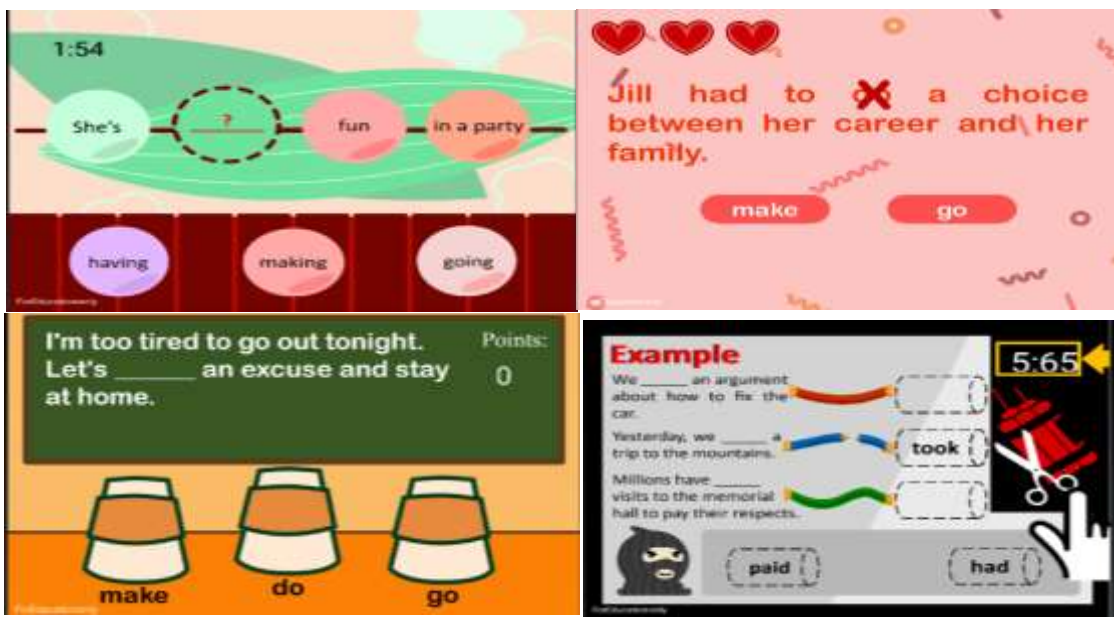 1:54
She's
?
fun
in a party
having
making
going
Jill had to a choice
between her career and her
family.
make
go
I'm too tired to go out tonight.
Let's ______ an excuse and stay
at home.
Points:
0
make
do
go
Example
We _____ an argument
about how to fix the
car.
Yesterday, we _____ a
trip to the mountains.
Millions have _____
visits to the memorial
hall to pay their respects.
5:65
took
paid
had